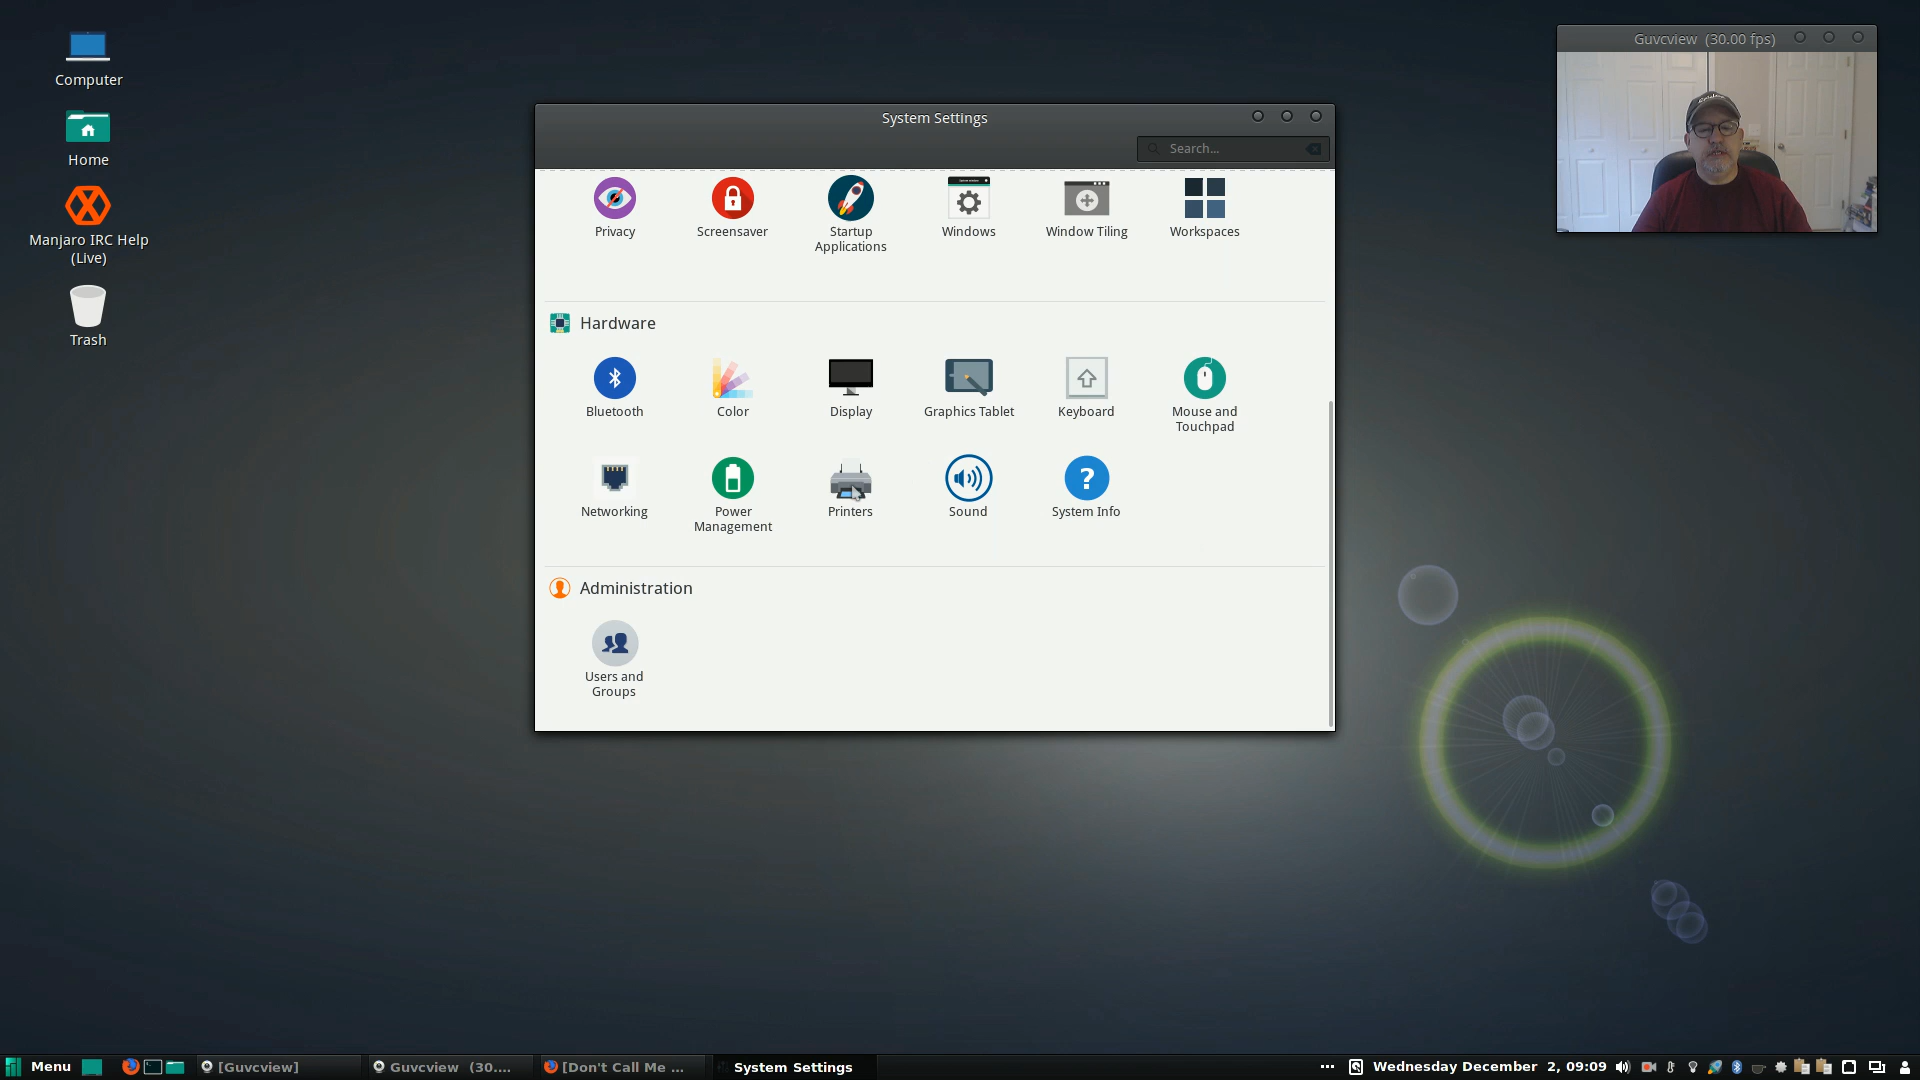 Computer
Home
Manjaro IRC Help
(Live)
Trash
Guvcview (30.00 fps)
System Settings
Search...
Privacy
Screensaver
Startup
Applications
Windows
Window Tiling
Workspaces
Hardware
Bluetooth
Color
Display
Graphics Tablet
Keyboard
Mouse and
Touchpad
Networking
Power
Management
Printers
Sound
System Info
Administration
Users and
Groups
Menu
[Guvcview]
Guvcview (30....
[Don't Call Me ...
System Settings
Wednesday December 2, 09:09